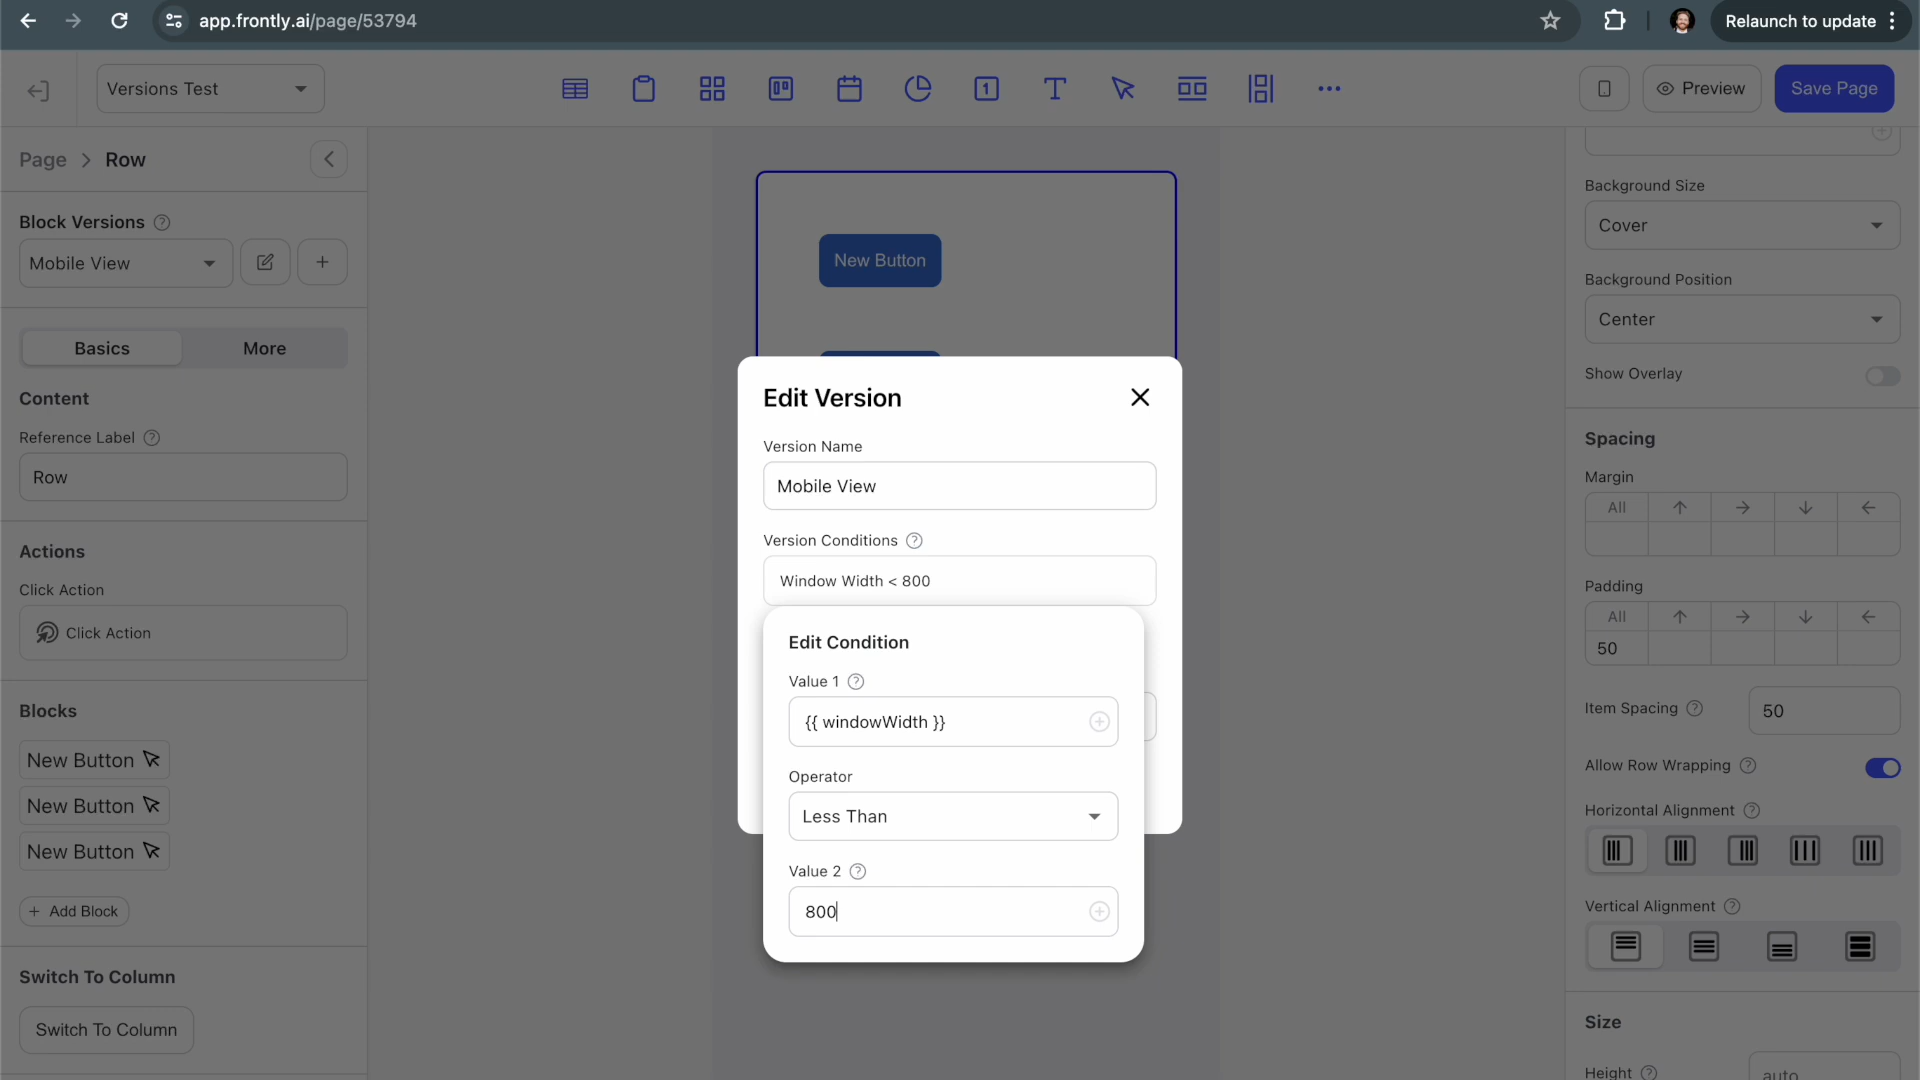 app.frontly.ai/page/53794
Relaunch to update
Versions Test
1
T
Preview
Save Page
Page > Row
Block Versions
Mobile View
Basics
More
Content
Reference Label
Row
Actions
Click Action
Click Action
Blocks
New Button
New Button
New Button
+ Add Block
Switch To Column
Switch To Column
New Button
Edit Version
Version Name
Mobile View
Version Conditions
Window Width < 800
Edit Condition
Value 1
{{ windowWidth }}
Operator
Less Than
Value 2
800
Background Size
Cover
Background Position
Center
Show Overlay
Spacing
Margin
All
Padding
All
50
Item Spacing
50
Allow Row Wrapping
Horizontal Alignment
Vertical Alignment
Size
Height
auto